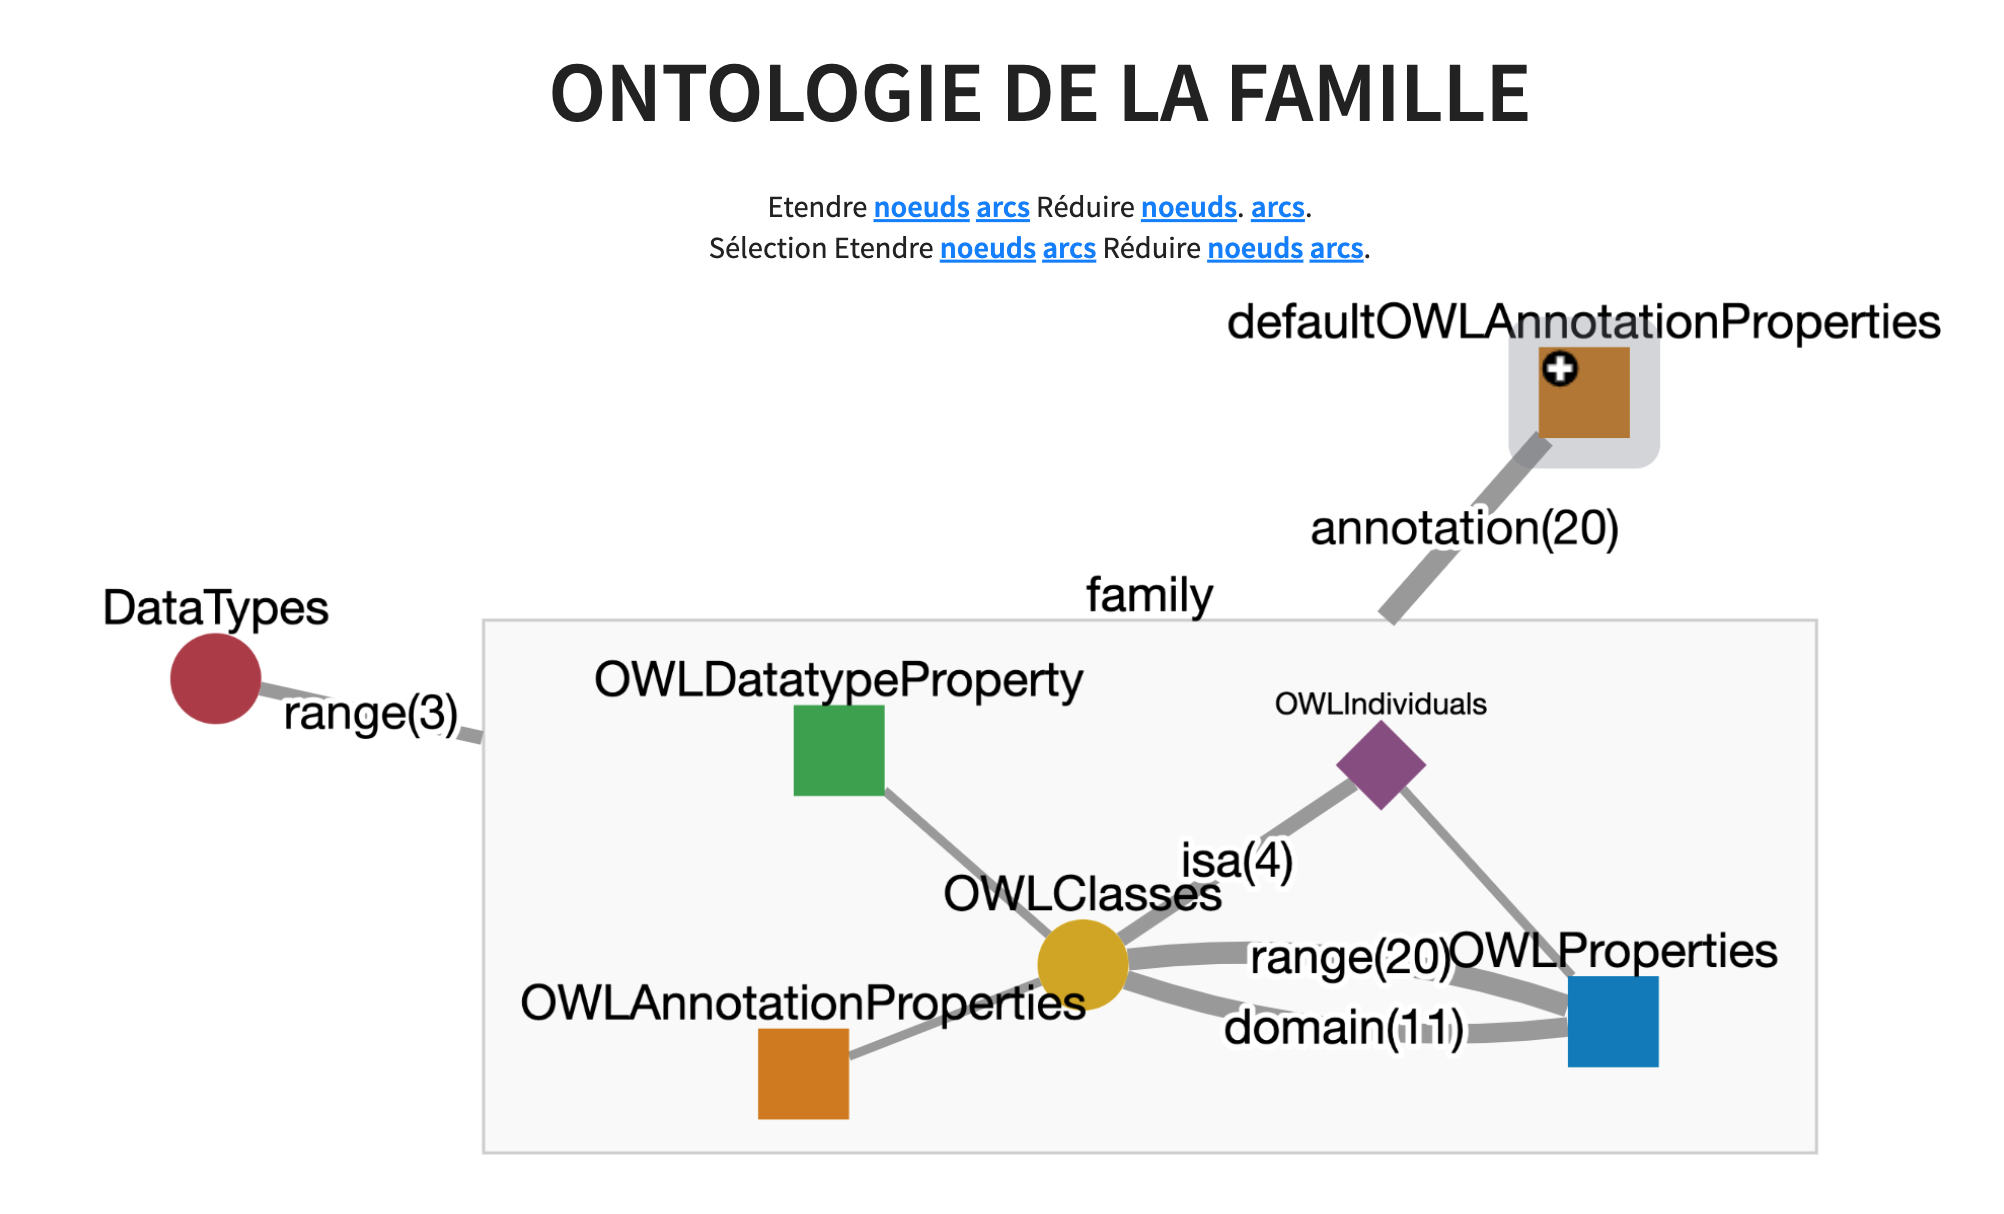 ONTOLOGIE DE LA FAMILLE
Etendre noeuds arcs Réduire noeuds. arcs.
Sélection Etendre noeuds arcs Réduire noeuds arcs.
defaultOWLAnnotationProperties
annotation(20)
family
DataTypes
range(3)
OWLDatatypeProperty
OWLIndividuals
isa(4)
OWLClasses
range(20)
OWLProperties
OWLAnnotationProperties
domain(11)